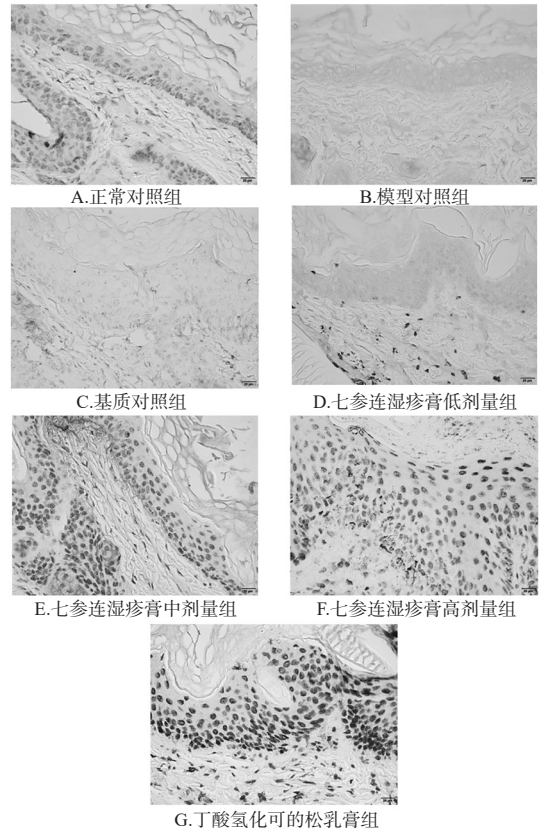 A.正常对照组
B.模型对照组
C.基质对照组
D.七参连湿疹膏低剂量组
E.七参连湿疹膏中剂量组
F.七参连湿疹膏高剂量组
G.丁酸氢化可的松乳膏组